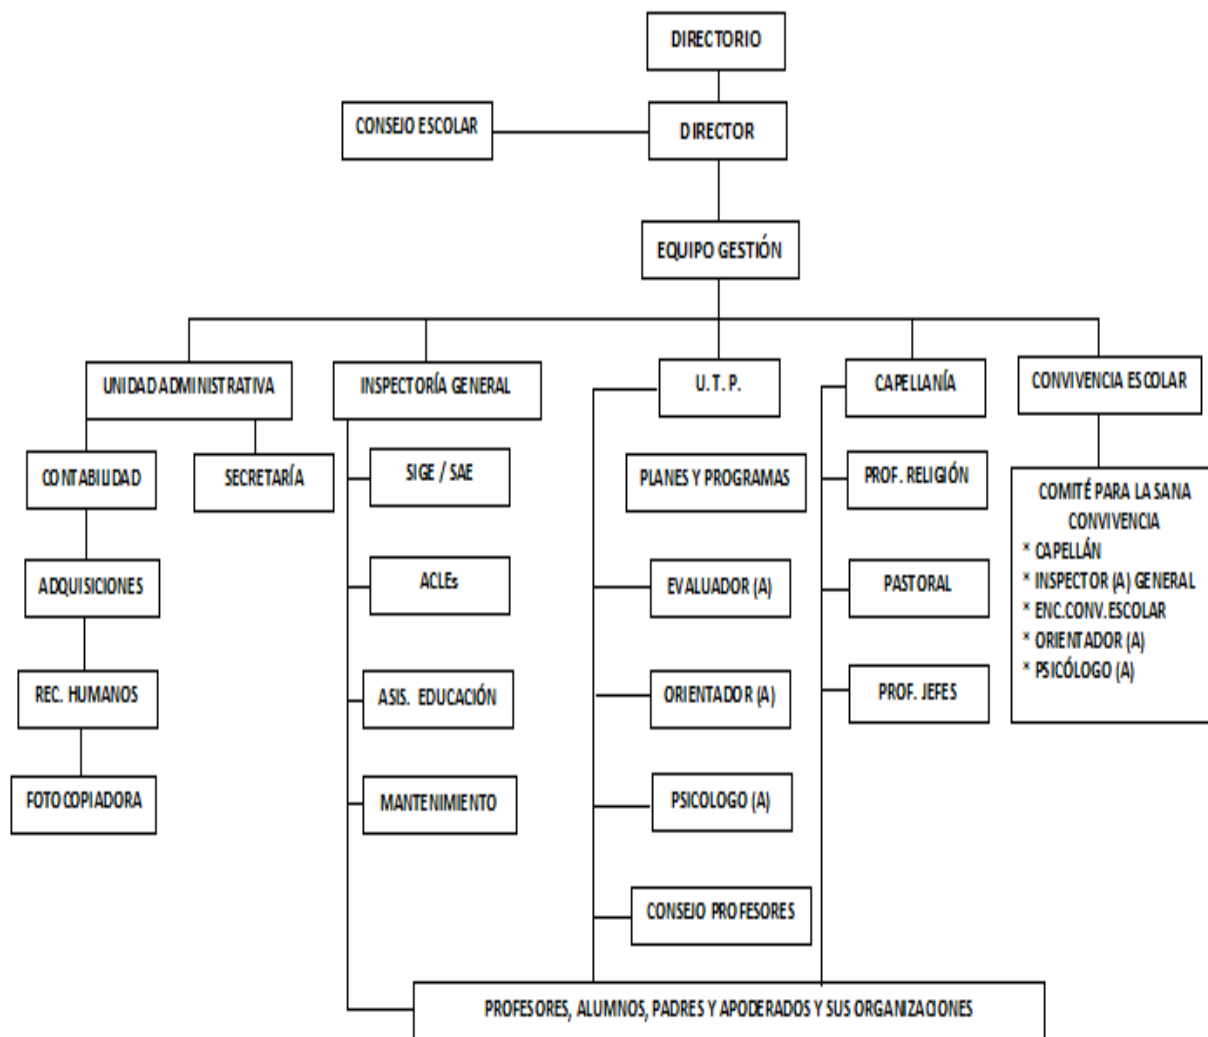 DIRECTORIO
CONSEJO ESCOLAR
DIRECTOR
EQUIPO GESTIÓN
UNIDAD ADMINISTRATIVA
INSPECTORÍA GENERAL
U. T. P.
CAPELLANÍA
CONVIVENCIA ESCOLAR
CONTABILIDAD
SECRETARÍA
SIGE / SAE
PLANES Y PROGRAMAS
PROF. RELIGIÓN
COMITÉ PARA LA SANA
CONVIVENCIA
* CAPELLÁN
* INSPECTOR (A) GENERAL
* ENC.CONV.ESCOLAR
* ORIENTADOR (A)
* PSICÓLOGO (A)
ADQUISICIONES
ACLEs
EVALUADOR (A)
PASTORAL
REC. HUMANOS
ASIS. EDUCACIÓN
ORIENTADOR (A)
PROF. JEFES
FOTOCOPIADORA
MANTENIMIENTO
PSICOLOGO (A)
CONSEJO PROFESORES
PROFESORES, ALUMNOS, PADRES Y APODERADOS Y SUS ORGANIZACIONES